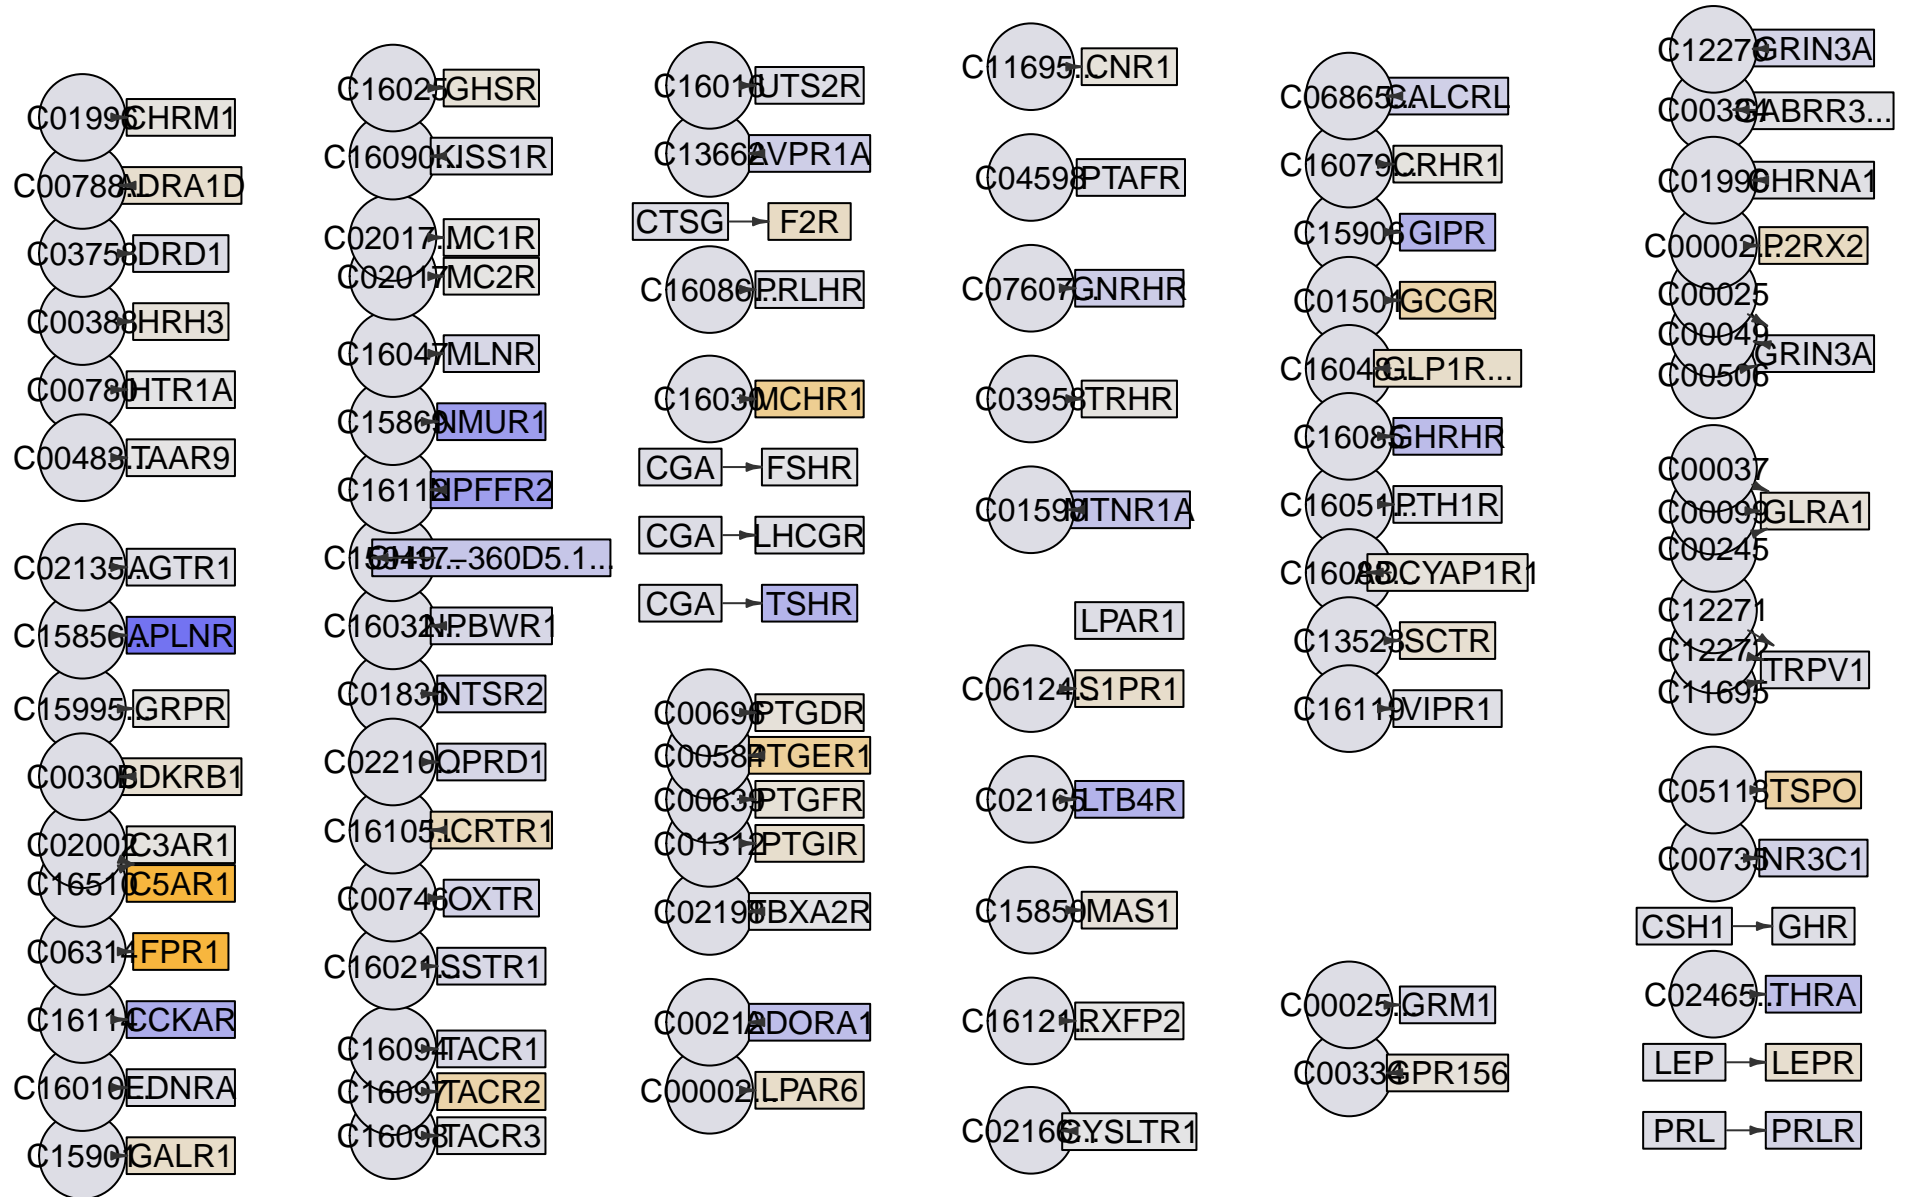 C01996 CHRM1
C00788... ADRA1D
C03758 DRD1
C00388 HRH3
C00780 HTR1A
C00483... TAAR9
C02135... AGTR1
C15856... APLNR
C15995... GRPR
C00306 BDKRB1
C02002 C3AR1
C16510 C5AR1
C06314 FPR1
C16114 CCKAR
C16010... EDNRA
C15901 GALR1
C16025 GHSR
C16090... KISS1R
C02017... MC1R
C02017 MC2R
C16047 MLNR
C15869 NMUR1
C16118 NPFFR2
–360D5.1...
C16032... NPBWR1
C01836 NTSR2
C02210... OPRD1
C16105... HCRTR1
C00746 OXTR
C16021... SSTR1
C16094 TACR1
C16097 TACR2
C16098 TACR3
C16016 UTS2R
C13662 AVPR1A
CTSG F2R
C16086... PRLHR
C16030 MCHR1
CGA FSHR
CGA LHCGR
CGA TSHR
C00696 PTGDR
C00584 PTGER1
C00639 PTGFR
C01312 PTGIR
C02198 TBXA2R
C00212 ADORA1
C00002... LPAR6
C11695... CNR1
C04598 PTAFR
C07607... GNRHR
C03958 TRHR
C01598 MTNR1A
LPAR1
C06124... S1PR1
C02165 LTB4R
C15850 MAS1
C16121... RXFP2
C02166... CYSLTR1
C06865... CALCRL
C16079... CRHR1
C15906 GIPR
C01501 GCGR
C16048... GLP1R...
C16085 GHRHR
C16051... PTH1R
C16088... ADCYAP1R1
C13523 SCTR
C16119 VIPR1
C00025... GRM1
C00334 GPR156
C12270 GRIN3A
C00334 GABRR3...
C01996 CHRNA1
C00002... P2RX2
C00025
C00049
GRIN3A
C00506
C00037
C00099 GLRA1
C00245
C12271
C12272
TRPV1
C11695
C05113 TSPO
C00735 NR3C1
CSH1 GHR
C02465... THRA
LEP LEPR
PRL PRLR